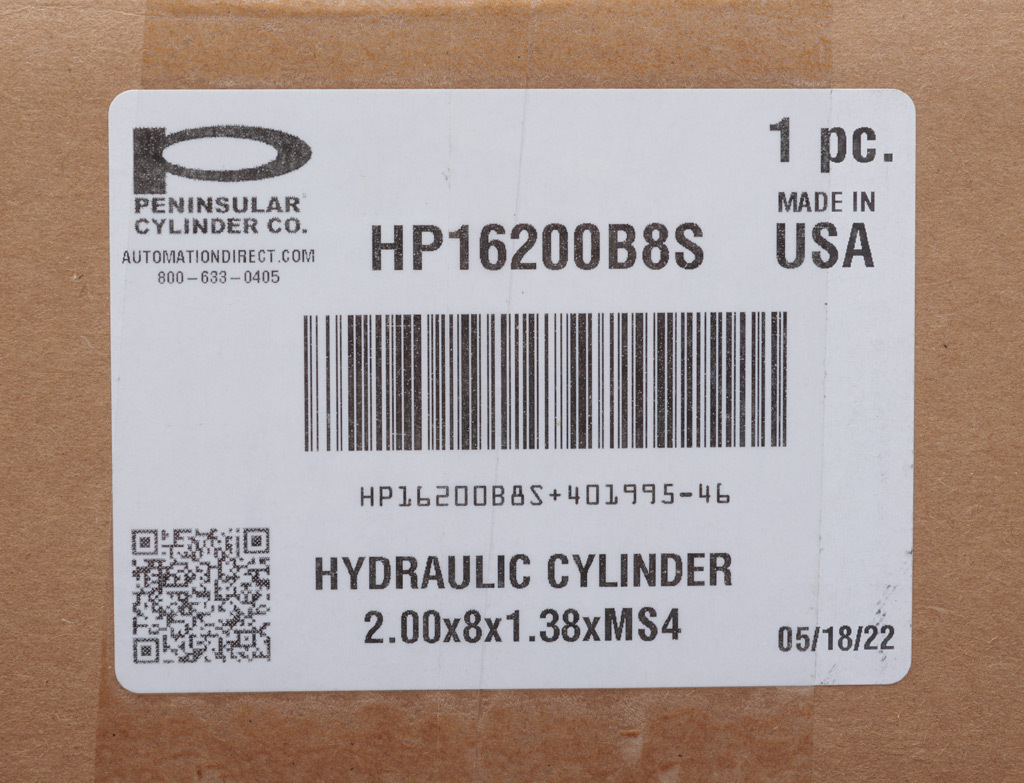 PENINSULAR
CYLINDER CO.
AUTOMATIONDIRECT.COM
800-633-0405
HP16200B8S
1 pc.
MADE IN
USA
HP16200B8S+401995-46
HYDRAULIC CYLINDER
2.00x8x1.38xMS4
05/18/22